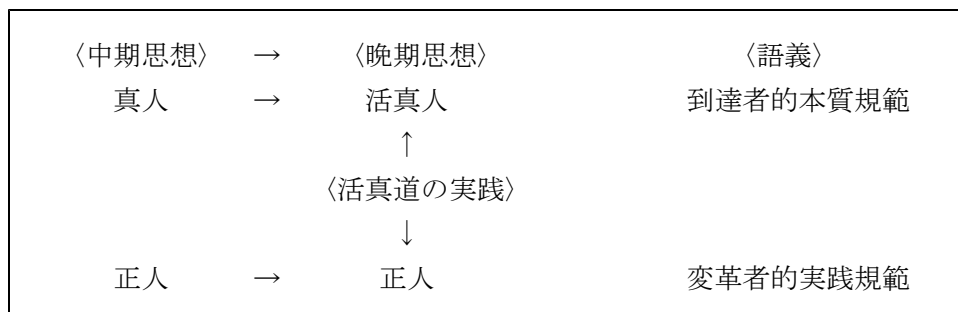 〈中期思想〉 → 〈晩期思想〉 〈語義〉
真人 → 活真人 到達者的本質規範
↑
〈活真道の実践〉
↓
正人 → 正人 変革者的実践規範